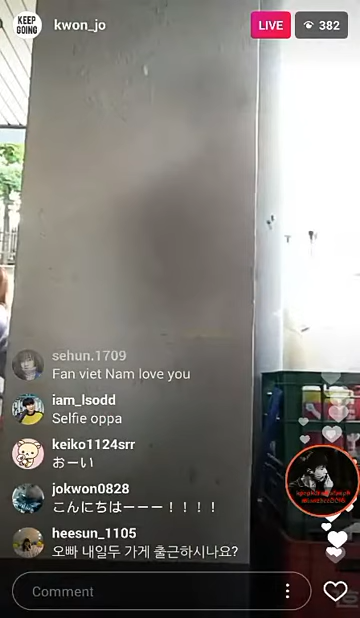 KEEP
GOING
kwon_jo
LIVE
382
sehun.1709
Fan viet Nam love you
iam_lsodd
Selfie oppa
keiko1124srr
おーい
jokwon0828
こんにちはーーー！！！！
heesun_1105
오빠 내일두 가게 출근하시나요?
Comment